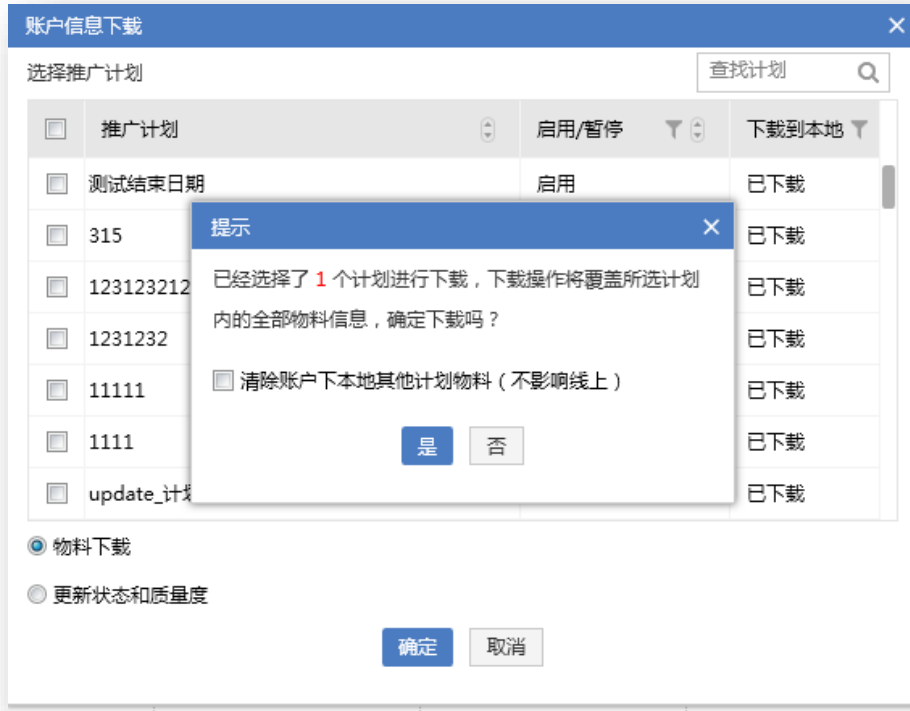 账户信息下载
选择推广计划
查找计划
推广计划
启用/暂停
下载到本地
测试结束日期
启用
已下载
315
已下载
123123212
已下载
1231232
已下载
11111
已下载
1111
已下载
update_计划
已下载
提示
已经选择了 1 个计划进行下载，下载操作将覆盖所选计划
内的全部物料信息，确定下载吗？
清除账户下本地其他计划物料（不影响线上）
是
否
物料下载
更新状态和质量度
确定
取消